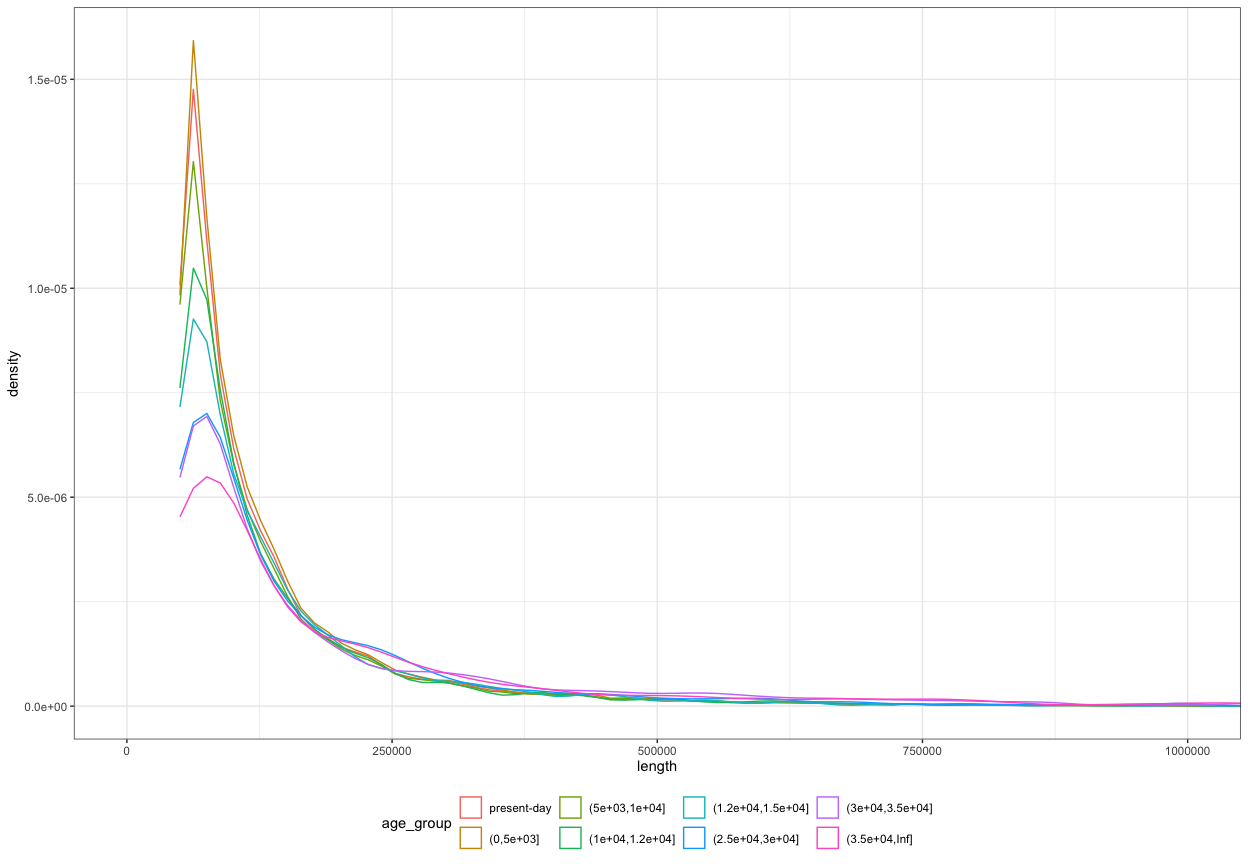 1.5e-05
1.0e-05
5.0e-06
0.0e+00
density
0 250000 500000 750000 1000000
length
age_group
present-day (5e+03,1e+04] (1.2e+04,1.5e+04] (3e+04,3.5e+04]
(0,5e+03] (1e+04,1.2e+04] (2.5e+04,3e+04] (3.5e+04,Inf]